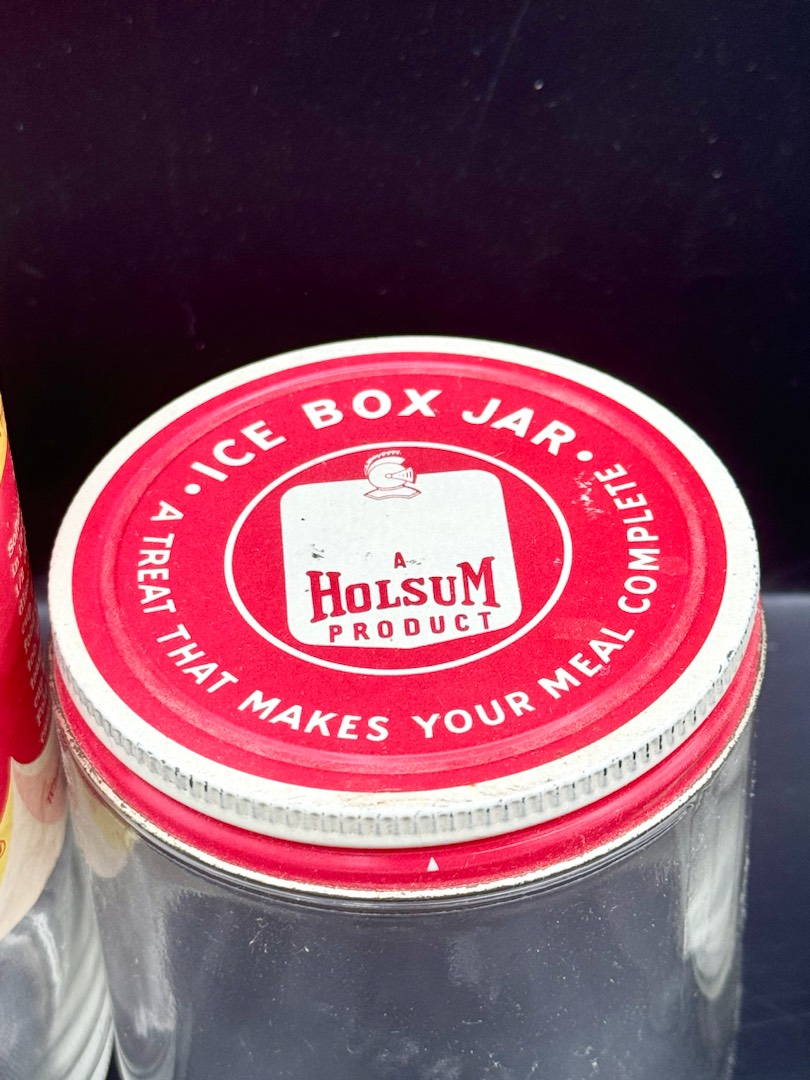 • ICE BOX JAR •
A TREAT THAT MAKES YOUR MEAL COMPLETE
A
HOLSUM
PRODUCT